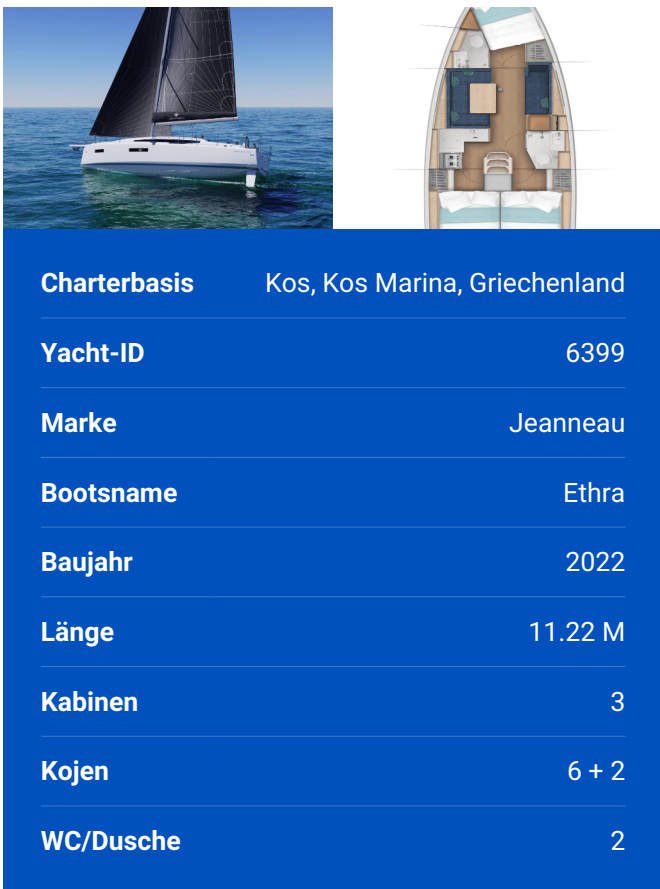 Charterbasis Kos, Kos Marina, Griechenland
Yacht-ID 6399
Marke Jeanneau
Bootsname Ethra
Baujahr 2022
Länge 11.22 M
Kabinen 3
Kojen 6 + 2
WC/Dusche 2